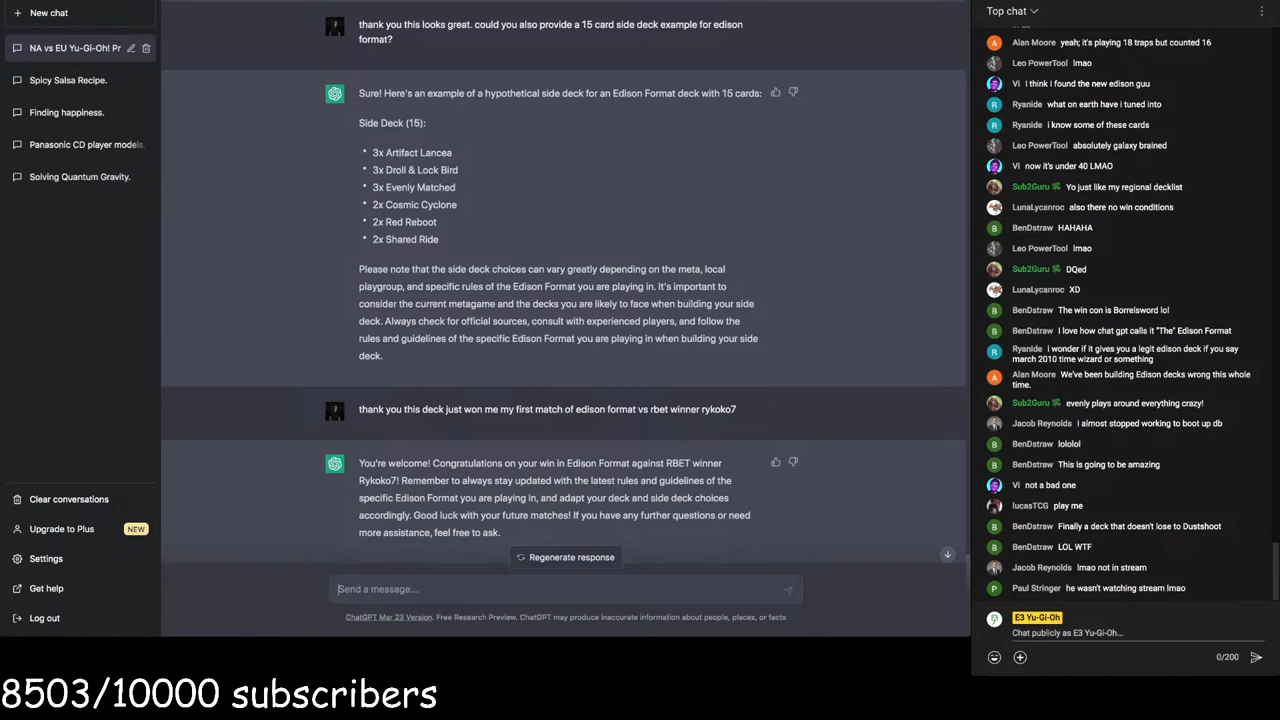 New chat
NA vs EU Yu-Gi-Oh! Pr
Spicy Salsa Recipe.
Finding happiness.
Panasonic CD player models.
Solving Quantum Gravity.
Clear conversations
Upgrade to Plus
NEW
Settings
Get help
Log out
thank you this looks great. could you also provide a 15 card side deck example for edison
format?
Sure! Here's an example of a hypothetical side deck for an Edison Format deck with 15 cards:
Side Deck (15):
• 3x Artifact Lancea
• 3x Droll & Lock Bird
• 3x Evenly Matched
• 2x Cosmic Cyclone
• 2x Red Reboot
• 2x Shared Ride
Please note that the side deck choices can vary greatly depending on the meta, local
playgroup, and specific rules of the Edison Format you are playing in. It's important to
consider the current metagame and the decks you are likely to face when building your side
deck. Always check for official sources, consult with experienced players, and follow the
rules and guidelines of the specific Edison Format you are playing in when building your side
deck.
thank you this deck just won me my first match of edison format vs rbet winner rykoko7
You're welcome! Congratulations on your win in Edison Format against RBET winner
Rykoko7! Remember to always stay updated with the latest rules and guidelines of the
specific Edison Format you are playing in, and adapt your deck and side deck choices
accordingly. Good luck with your future matches! If you have any further questions or need
more assistance, feel free to ask.
Regenerate response
Send a message...
ChatGPT Mar 23 Version. Free Research Preview. ChatGPT may produce inaccurate information about people, places, or facts
Top chat
A Alan Moore yeah; it's playing 18 traps but counted 16
Leo PowerTool lmao
Vi I think i found the new edison guu
R Ryanide what on earth have i tuned into
R Ryanide i know some of these cards
Leo PowerTool absolutely galaxy brained
Vi now it's under 40 LMAO
Sub2Guru Yo just like my regional decklist
LunaLycanroc also there no win conditions
B BenDstraw HAHAHA
Leo PowerTool lmao
Sub2Guru DQed
LunaLycanroc XD
B BenDstraw The win con is Borrelsword lol
B BenDstraw I love how chat gpt calls it "The" Edison Format
R Ryanide i wonder if it gives you a legit edison deck if you say
march 2010 time wizard or something
A Alan Moore We've been building Edison decks wrong this whole
time.
Sub2Guru evenly plays around everything crazy!
Jacob Reynolds I almost stopped working to boot up db
B BenDstraw lololol
B BenDstraw This is going to be amazing
Vi not a bad one
lucasTCG play me
B BenDstraw Finally a deck that doesn't lose to Dustshoot
B BenDstraw LOL WTF
Jacob Reynolds lmao not in stream
P Paul Stringer he wasn't watching stream lmao
E3 Yu-Gi-Oh
Chat publicly as E3 Yu-Gi-Oh...
0/200
8503/10000 subscribers